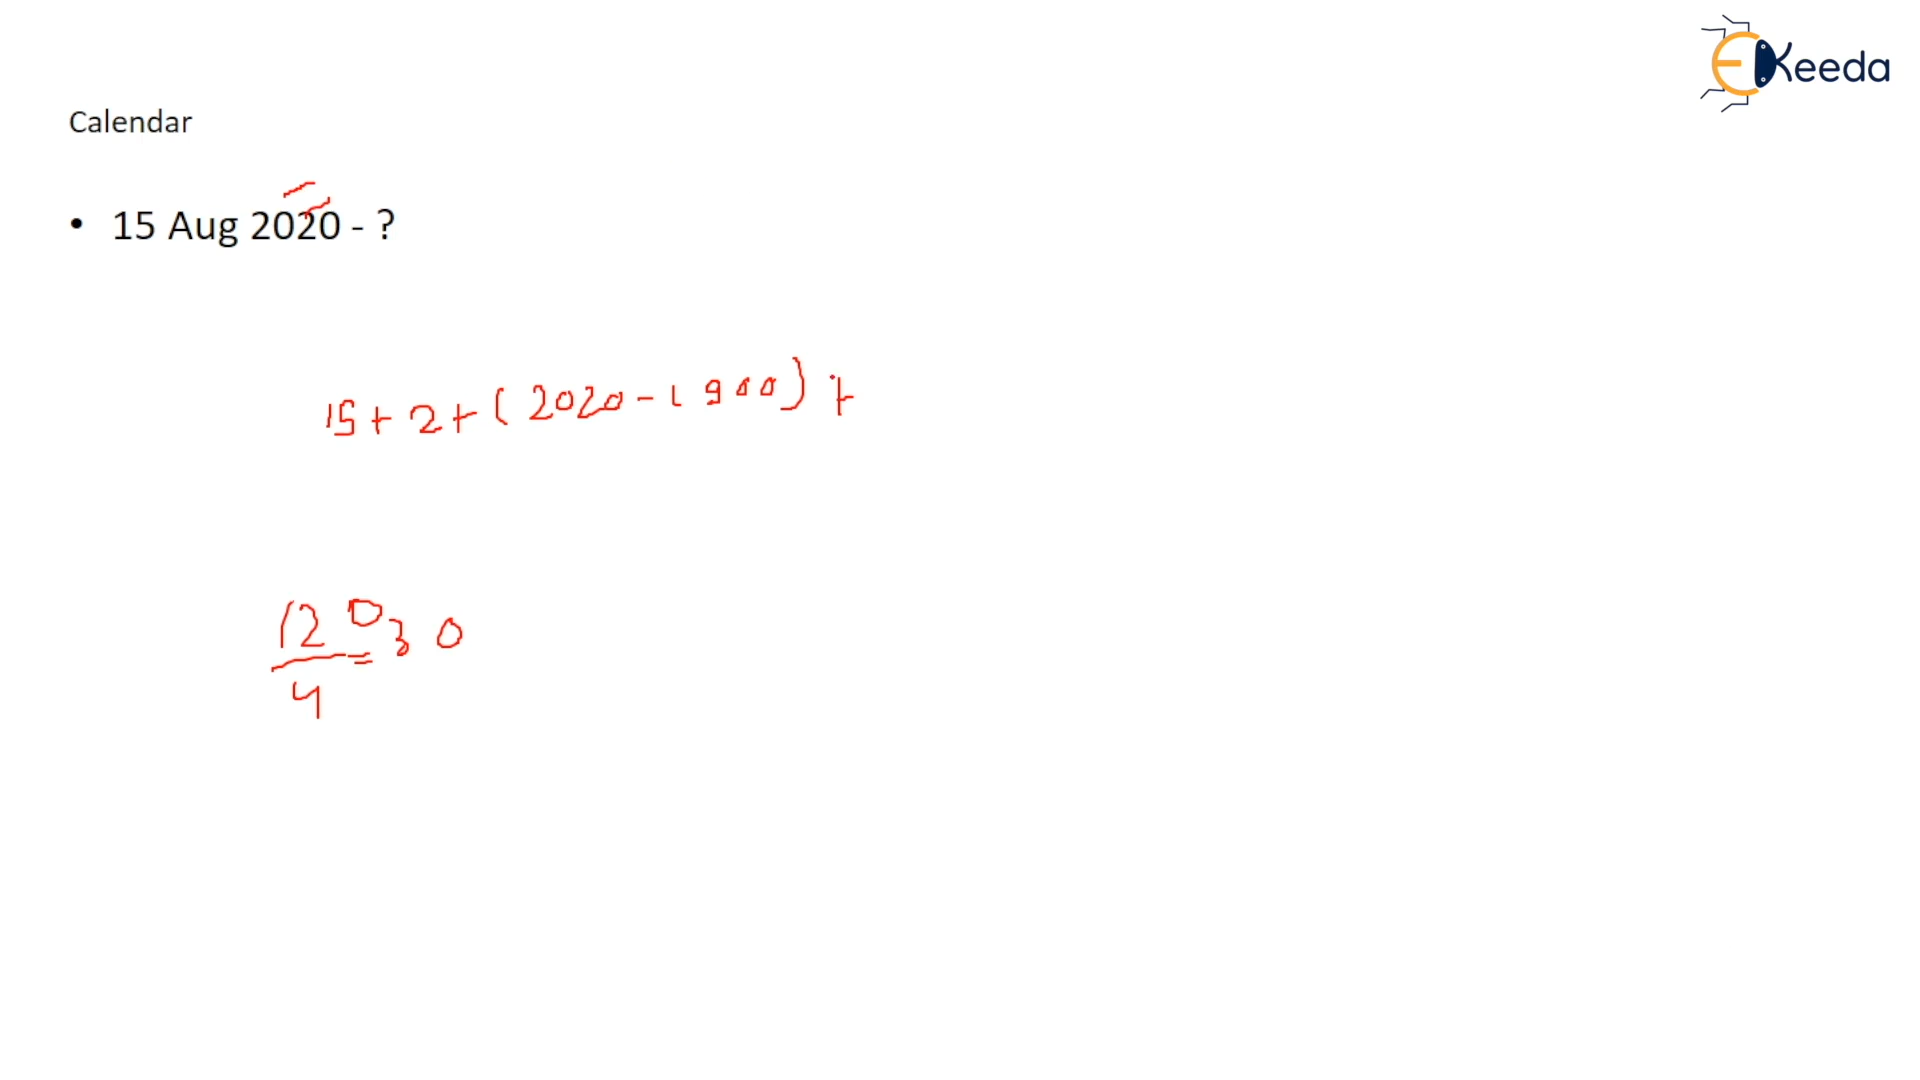 EKeeda
Calendar
• 15 Aug 2020 - ?
15 + 2 + ( 2020 - 1900 ) +
120 30
4